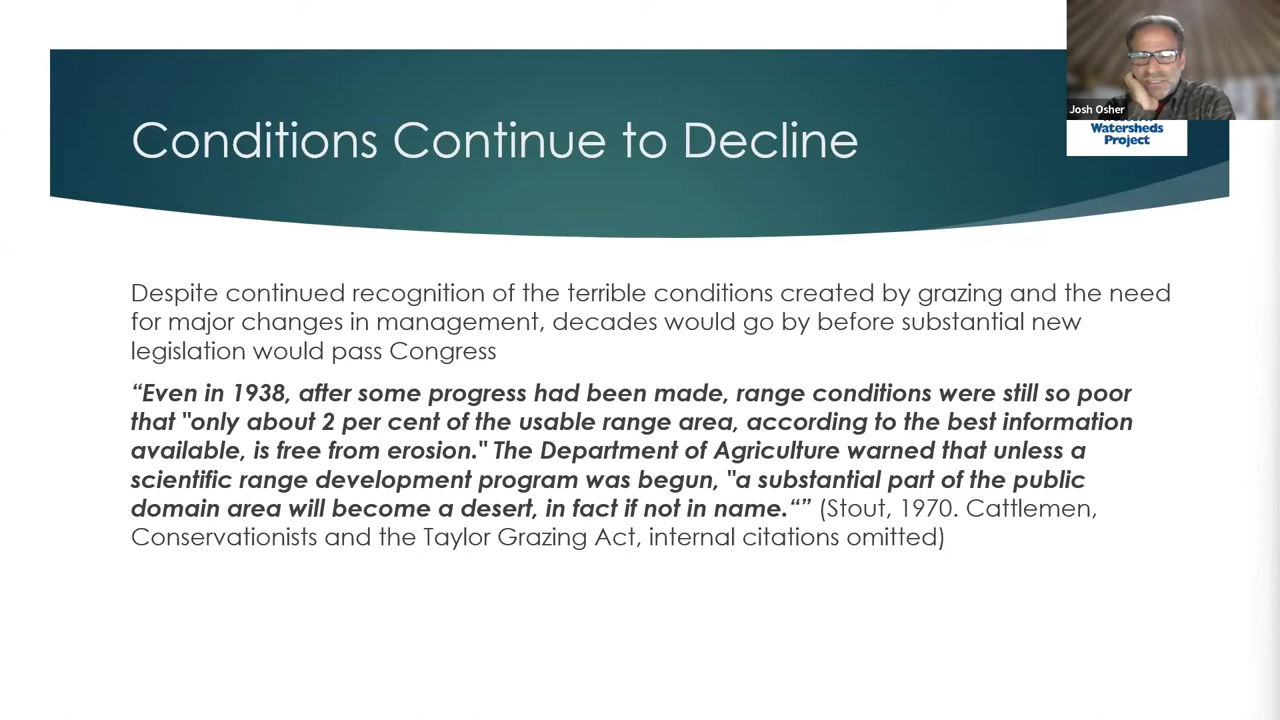 Conditions Continue to Decline
Josh Osher
Watersheds
Project
Despite continued recognition of the terrible conditions created by grazing and the need
for major changes in management, decades would go by before substantial new
legislation would pass Congress
“Even in 1938, after some progress had been made, range conditions were still so poor
that "only about 2 per cent of the usable range area, according to the best information
available, is free from erosion." The Department of Agriculture warned that unless a
scientific range development program was begun, "a substantial part of the public
domain area will become a desert, in fact if not in name.“” (Stout, 1970. Cattlemen,
Conservationists and the Taylor Grazing Act, internal citations omitted)